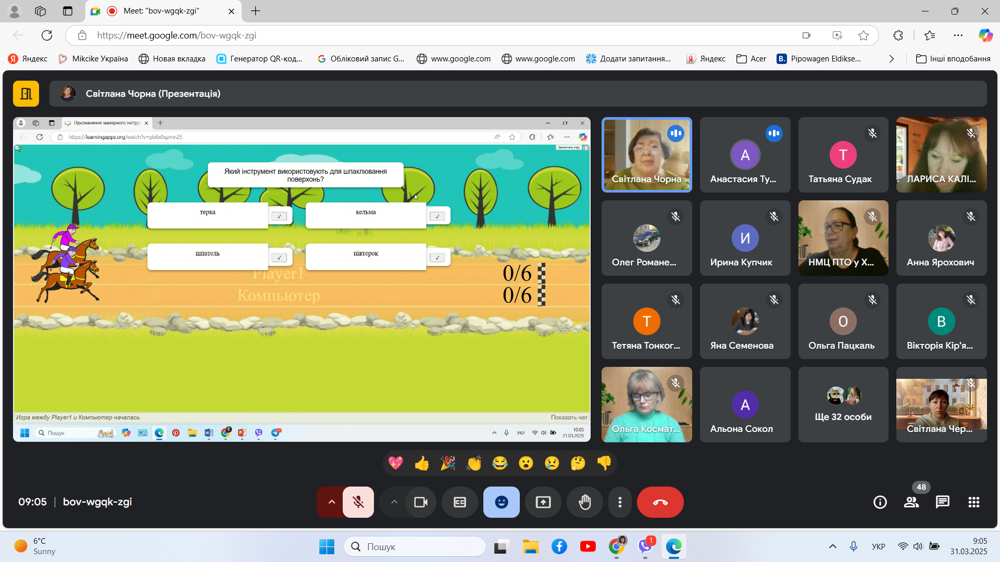 Meet: "bov-wgqk-zgi"
https://meet.google.com/bov-wgqk-zgi
Яндекс
Mikcike Україна
Новая вкладка
Генератор QR-код...
Обліковий запис G...
www.google.com
www.google.com
Додати запитання...
Яндекс
Acer
Pipowagen Eldikse...
Інші вподобання
Світлана Чорна (Презентація)
Призначення малярного інстру
https://learningapps.org/watch?v=pb6x0qzmn25
Закончить игру
Який інструмент використовують для шпаклювання
поверхонь?
терка
кельма
шпатель
півтерок
Player1
0/6
Компьютер
0/6
Игра между Player1 и Компьютер началась.
Показать чат
Пошук
УКР
10:05
31.03.2025
Світлана Чорна
А
Анастасия Ту...
Т
Татьяна Судак
ЛАРИСА КАЛІ...
Олег Романе...
И
Ирина Купчик
НМЦ ПТО у Х...
Анна Ярохович
Т
Тетяна Тонког...
Яна Семенова
О
Ольга Пацкаль
В
Вікторія Кір'я...
Ольга Космат...
А
Альона Сокол
Ще 32 особи
Світлана Чер...
09:05
bov-wgqk-zgi
48
6°C
Sunny
Пошук
1
УКР
9:05
31.03.2025